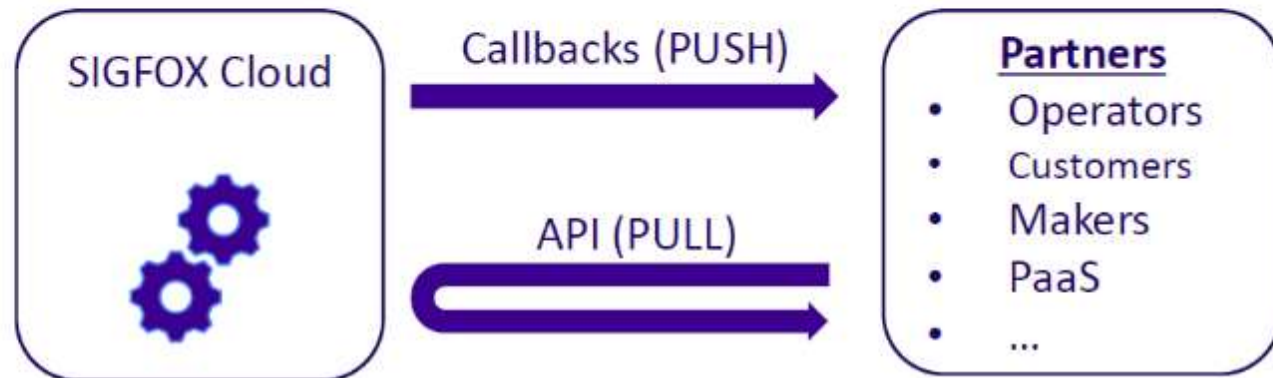 SIGFOX Cloud
Callbacks (PUSH)
API (PULL)
Partners
• Operators
• Customers
• Makers
• PaaS
• ...